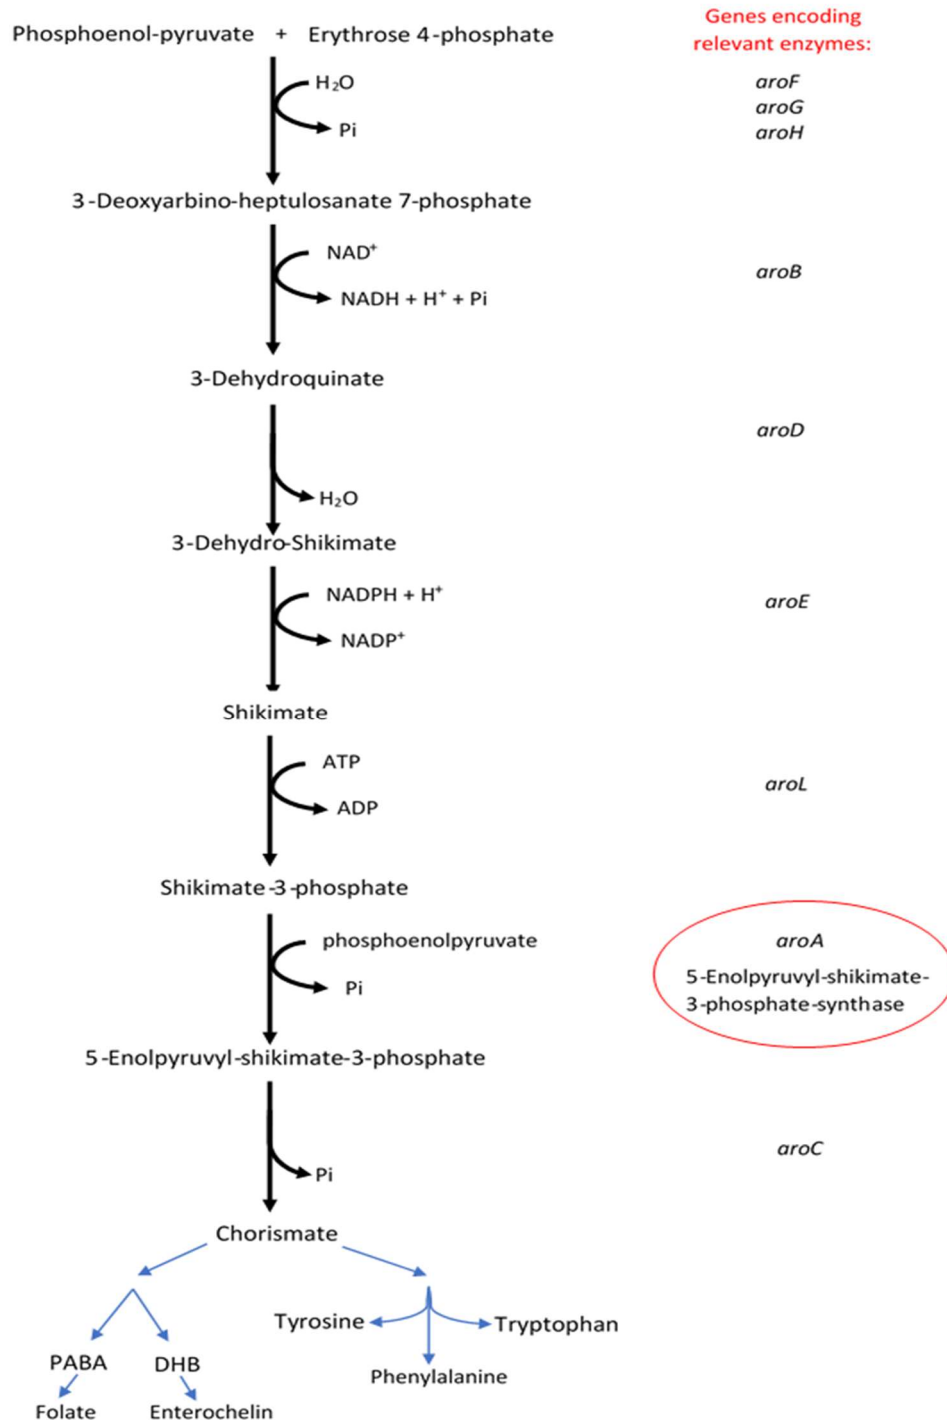 Phosphoenol-pyruvate + Erythrose 4-phosphate
Genes encoding
relevant enzymes:
H₂O
Pi
aroF
aroG
aroH
3-Deoxyarbino-heptulosanate 7-phosphate
NAD⁺
NADH + H⁺ + Pi
aroB
3-Dehydroquinate
aroD
H₂O
3-Dehydro-Shikimate
NADPH + H⁺
NADP⁺
aroE
Shikimate
ATP
ADP
aroL
Shikimate-3-phosphate
phosphoenolpyruvate
Pi
aroA
5-Enolpyruvyl-shikimate-
3-phosphate-synthase
5-Enolpyruvyl-shikimate-3-phosphate
aroC
Pi
Chorismate
Tyrosine
Tryptophan
PABA
DHB
Phenylalanine
Folate
Enterochelin